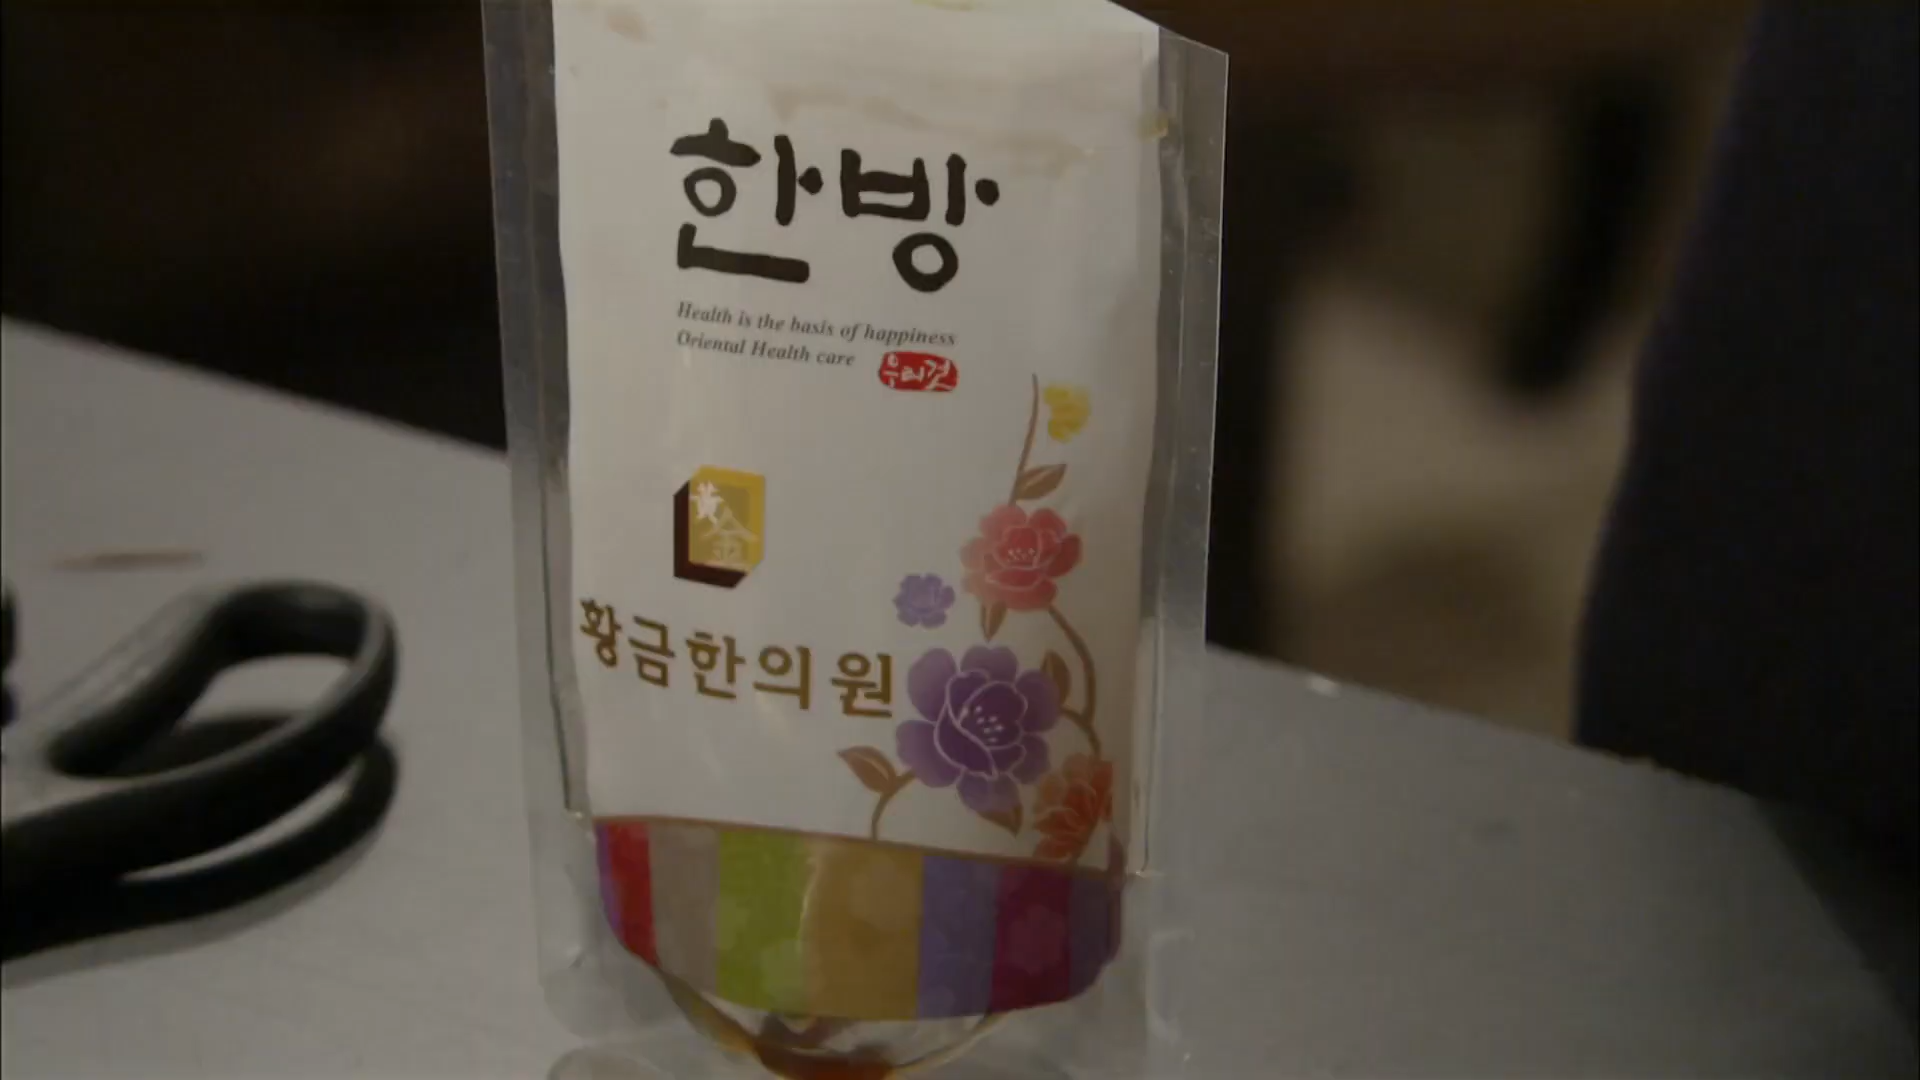 한방
Health is the basis of happiness
Oriental Health care
우리것
黃金
황금한의원